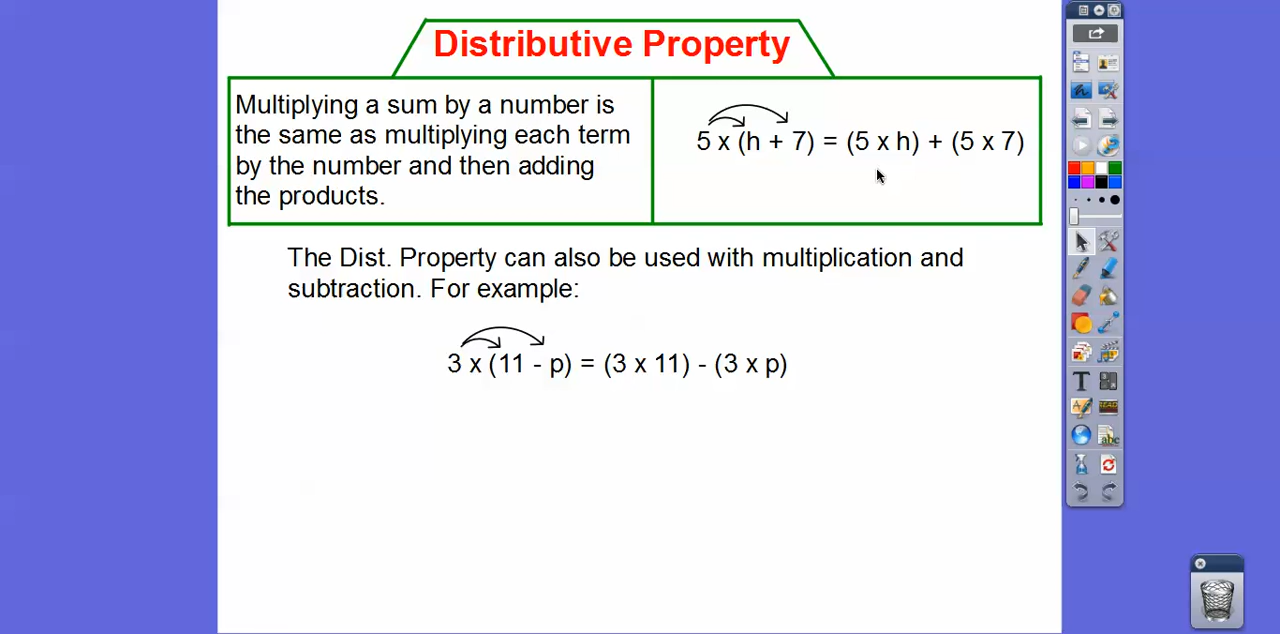 Distributive Property
Multiplying a sum by a number is
the same as multiplying each term
by the number and then adding
the products.
5 x (h + 7) = (5 x h) + (5 x 7)
The Dist. Property can also be used with multiplication and
subtraction. For example:
3 x (11 - p) = (3 x 11) - (3 x p)